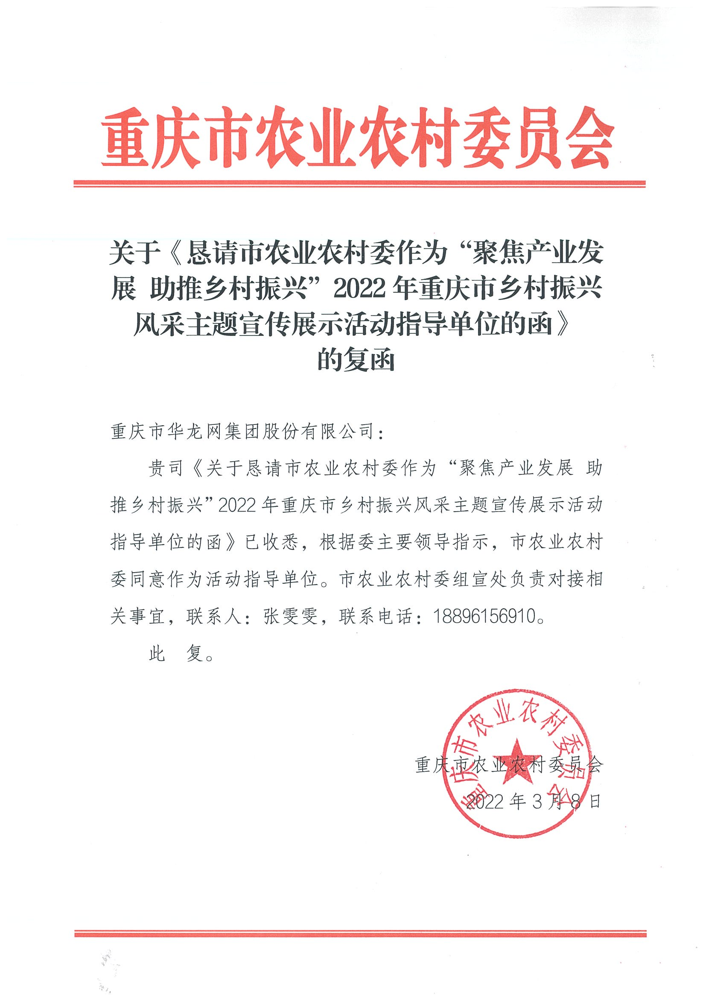 重庆市农业农村委员会
关于《恳请市农业农村委作为“聚焦产业发
展 助推乡村振兴”2022年重庆市乡村振兴
风采主题宣传展示活动指导单位的函》
的复函
重庆市华龙网集团股份有限公司：
贵司《关于恳请市农业农村委作为“聚焦产业发展 助
推乡村振兴”2022年重庆市乡村振兴风采主题宣传展示活动
指导单位的函》已收悉，根据委主要领导指示，市农业农村
委同意作为活动指导单位。市农业农村委组宣处负责对接相
关事宜，联系人：张雯雯，联系电话：18896156910。
此 复。
重庆市农业农村委员会
重庆市农业农村委员会
2022年3月8日